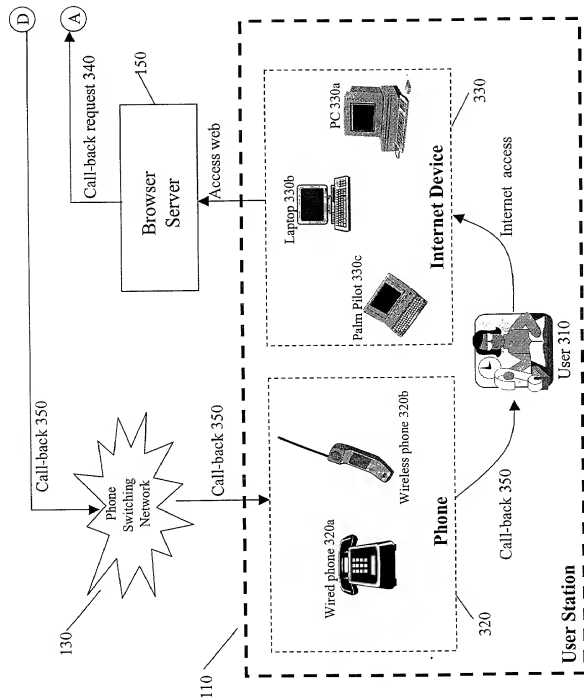 D
A
Call-back request 340
150
Call-back 350
Browser
Server
Access web
Phone
Switching
Network
130
Call-back 350
110
PC 330a
Laptop 330b
Palm Pilot 330c
Internet Device
330
Wireless phone 320b
Wired phone 320a
Phone
320
Internet access
User 310
Call-back 350
User Station